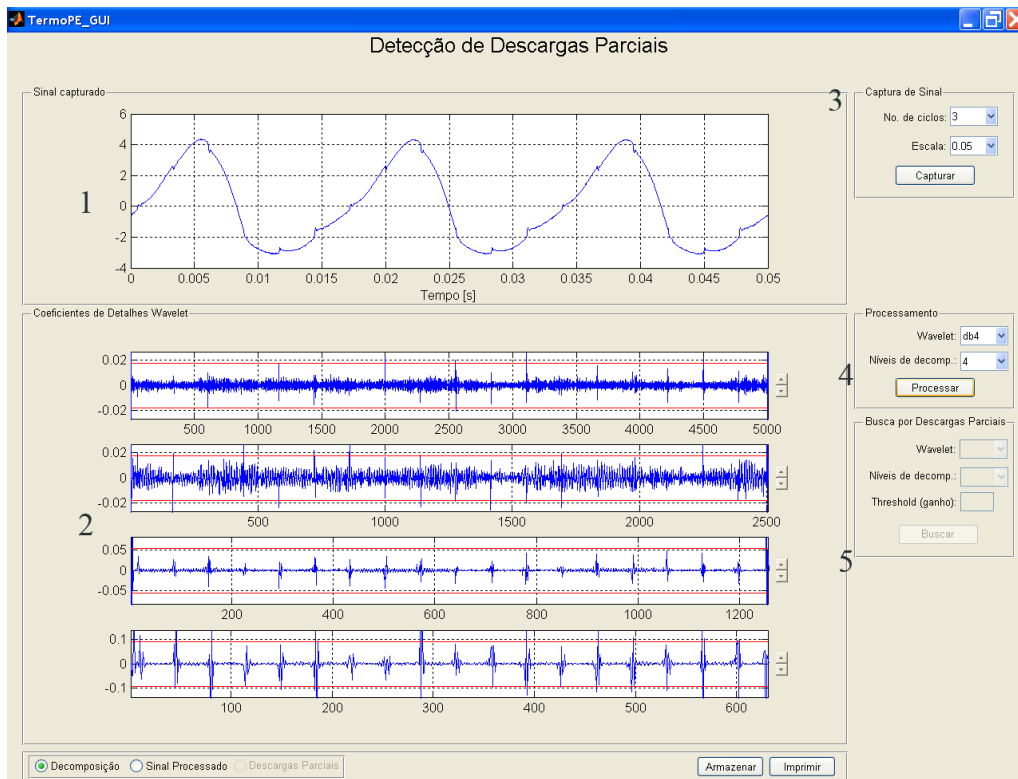 TermoPE_GUI
Detecção de Descargas Parciais
Sinal capturado
6
4
2
0
-2
-4
0 0.005 0.01 0.015 0.02 0.025 0.03 0.035 0.04 0.045 0.05
Tempo [s]
1
3
Captura de Sinal
No. de ciclos: 3
Escala: 0.05
Capturar
Coeficientes de Detalhes Wavelet
0.02
0
-0.02
500 1000 1500 2000 2500 3000 3500 4000 4500 5000
0.02
0
-0.02
500 1000 1500 2000 2500
2
0.05
0
-0.05
200 400 600 800 1000 1200
0.1
0
-0.1
100 200 300 400 500 600
Processamento
Wavelet: db4
Níveis de decomp.: 4
4
Processar
Busca por Descargas Parciais
Wavelet:
Níveis de decomp.:
Threshold (ganho):
Buscar
5
Decomposição Sinal Processado Descargas Parciais
Armazenar Imprimir